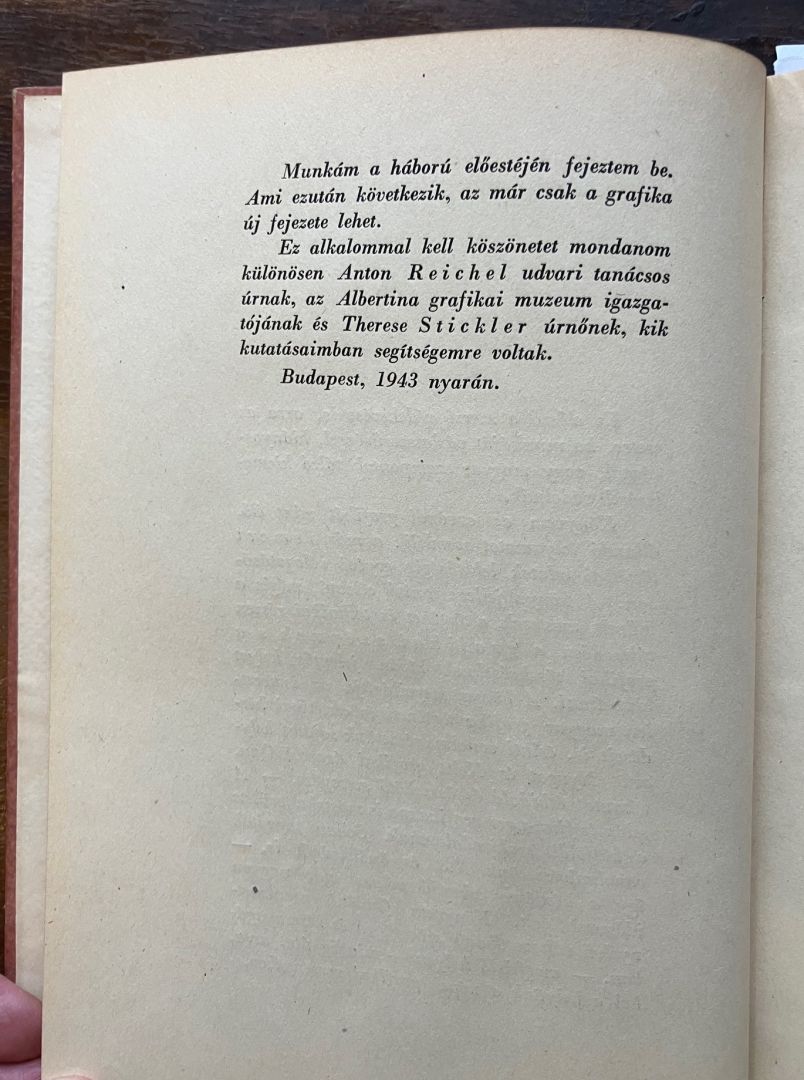 Munkám a háború előestéjén fejeztem be.
Ami ezután következik, az már csak a grafika
új fejezete lehet.
Ez alkalommal kell köszönetet mondanom
különösen Anton Reichel udvari tanácsos
úrnak, az Albertina grafikai muzeum igazga-
tójának és Therese Stickler úrnőnek, kik
kutatásaimban segítségemre voltak.
Budapest, 1943 nyarán.